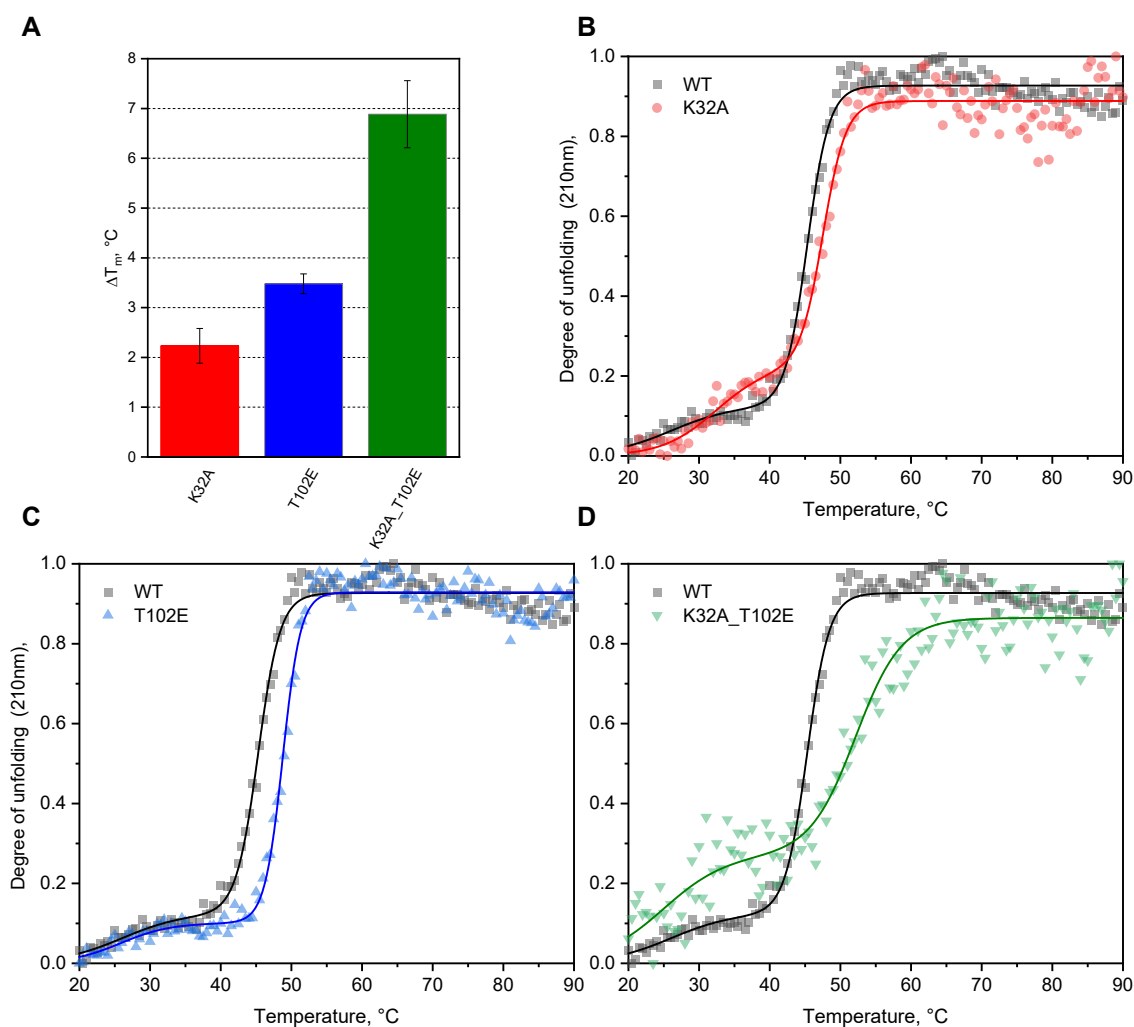 A
8
7
6
5
4
3
2
1
0
ΔTm, °C
K32A
T102E
K32A_T102E
B
1.0
0.8
0.6
0.4
0.2
0.0
Degree of unfolding (210nm),
WT
K32A
20 30 40 50 60 70 80 90
Temperature, °C
C
1.0
0.8
0.6
0.4
0.2
0.0
Degree of unfolding (210nm),
WT
T102E
20 30 40 50 60 70 80 90
Temperature, °C
D
1.0
0.8
0.6
0.4
0.2
0.0
WT
K32A_T102E
20 30 40 50 60 70 80 90
Temperature, °C